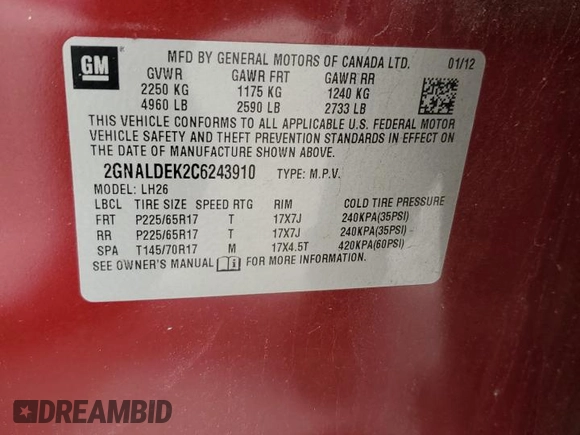 GM
MFD BY GENERAL MOTORS OF CANADA LTD. 01/12
GVWR GAWR FRT GAWR RR
2250 KG 1175 KG 1240 KG
4960 LB 2590 LB 2733 LB
THIS VEHICLE CONFORMS TO ALL APPLICABLE U.S. FEDERAL MOTOR
VEHICLE SAFETY AND THEFT PREVENTION STANDARDS IN EFFECT ON
THE DATE OF MANUFACTURE SHOWN ABOVE.
2GNALDEK2C6243910 TYPE: M.P.V.
MODEL: LH26
LBCL TIRE SIZE SPEED RTG RIM COLD TIRE PRESSURE
FRT P225/65R17 T 17X7J 240KPA(35PSI)
RR P225/65R17 T 17X7J 240KPA(35PSI)
SPA T145/70R17 M 17X4.5T 420KPA(60PSI)
SEE OWNER'S MANUAL FOR MORE INFORMATION.
DREAMBID